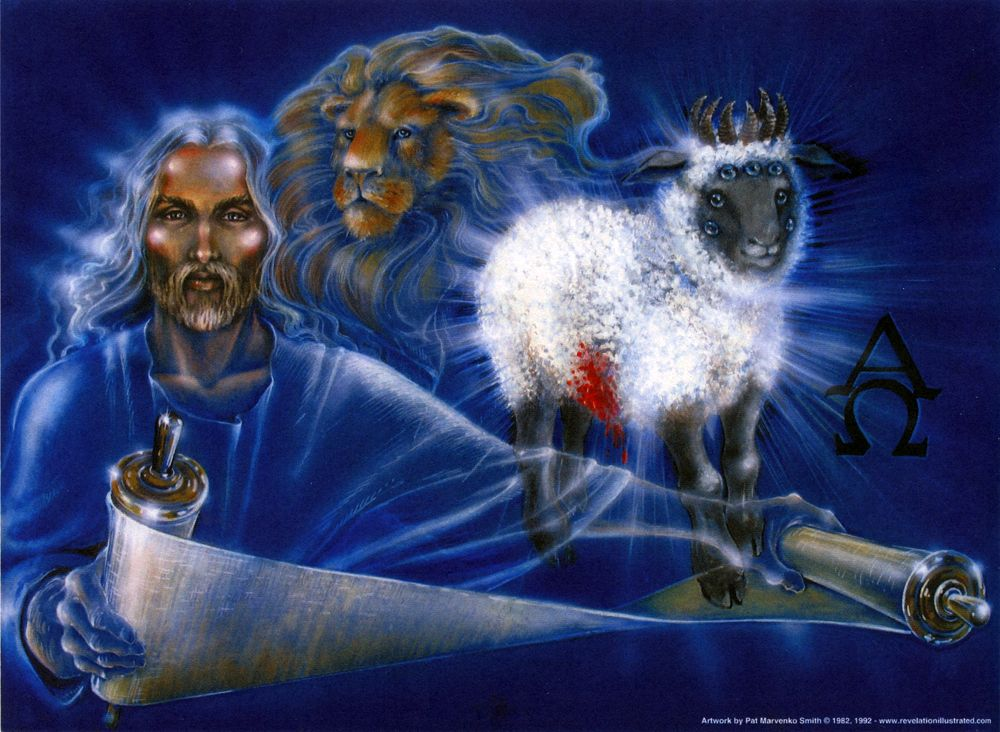 Α
Ω
Artwork by Pat Marvenko Smith © 1982, 1992 - www.revelationillustrated.com